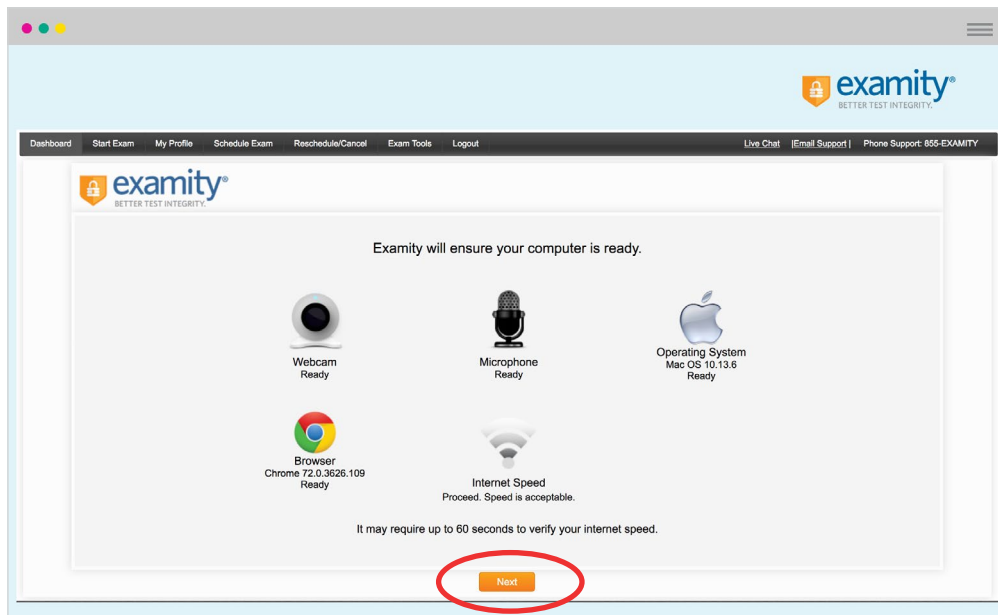 examity®
BETTER TEST INTEGRITY.
Dashboard Start Exam My Profile Schedule Exam Reschedule/Cancel Exam Tools Logout Live Chat |Email Support| Phone Support: 855-EXAMITY
examity®
BETTER TEST INTEGRITY.
Examity will ensure your computer is ready.
Webcam
Ready
Microphone
Ready
Operating System
Mac OS 10.13.6
Ready
Browser
Chrome 72.0.3626.109
Ready
Internet Speed
Proceed. Speed is acceptable.
It may require up to 60 seconds to verify your internet speed.
Next